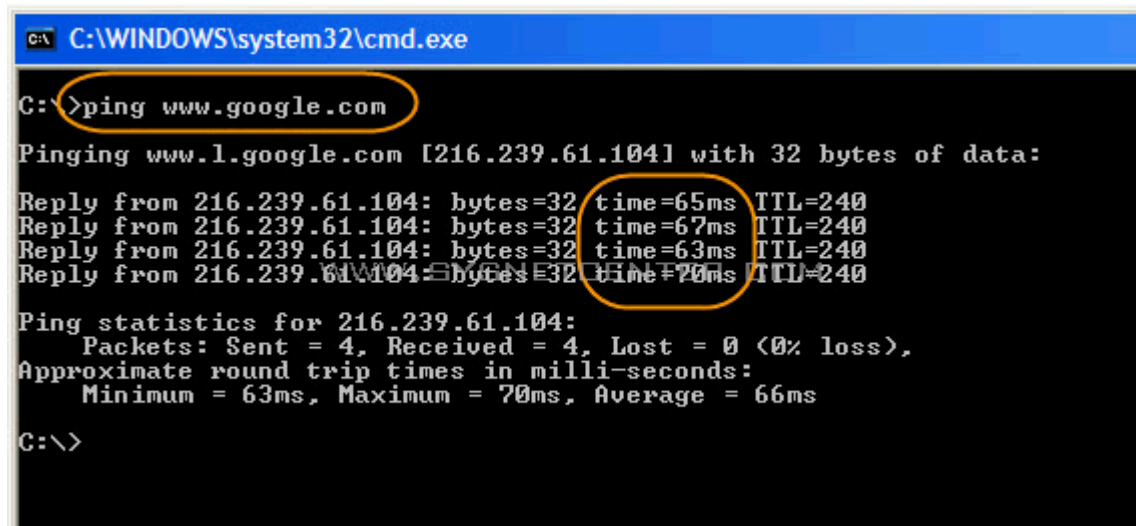 C:\WINDOWS\system32\cmd.exe
C:\>ping www.google.com
Pinging www.l.google.com [216.239.61.104] with 32 bytes of data:
Reply from 216.239.61.104: bytes=32 time=65ms TTL=240
Reply from 216.239.61.104: bytes=32 time=67ms TTL=240
Reply from 216.239.61.104: bytes=32 time=63ms TTL=240
Reply from 216.239.61.104: bytes=32 time=70ms TTL=240
Ping statistics for 216.239.61.104:
Packets: Sent = 4, Received = 4, Lost = 0 (0% loss),
Approximate round trip times in milli-seconds:
Minimum = 63ms, Maximum = 70ms, Average = 66ms
C:\>